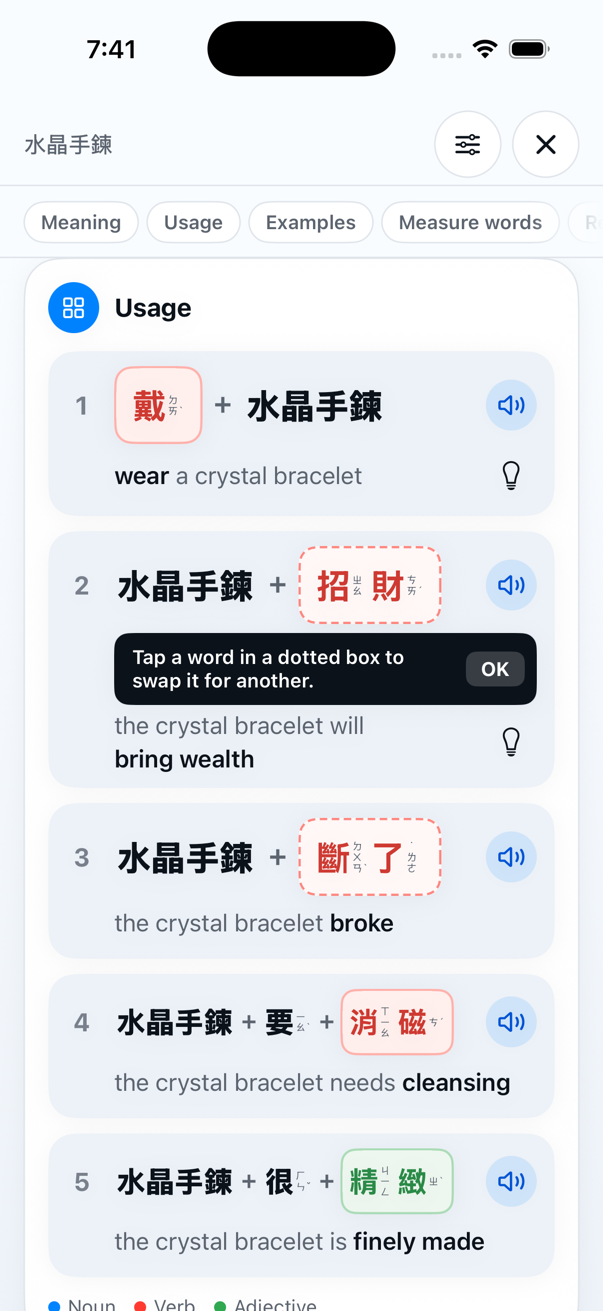 7:41
水晶手鍊
Meaning Usage Examples Measure words
Usage
1 戴ㄉㄞˋ + 水晶手鍊
wear a crystal bracelet
2 水晶手鍊 + 招ㄓㄠ 財ㄘㄞˊ
Tap a word in a dotted box to
swap it for another.
OK
the crystal bracelet will
bring wealth
3 水晶手鍊 + 斷ㄉㄨㄢˋ 了˙ㄌㄜ
the crystal bracelet broke
4 水晶手鍊 + 要ㄧㄠˋ + 消ㄒㄧㄠ 磁ㄘˊ
the crystal bracelet needs cleansing
5 水晶手鍊 + 很ㄏㄣˇ + 精ㄐㄧㄥ 緻ㄓˋ
the crystal bracelet is finely made
Noun Verb Adjective